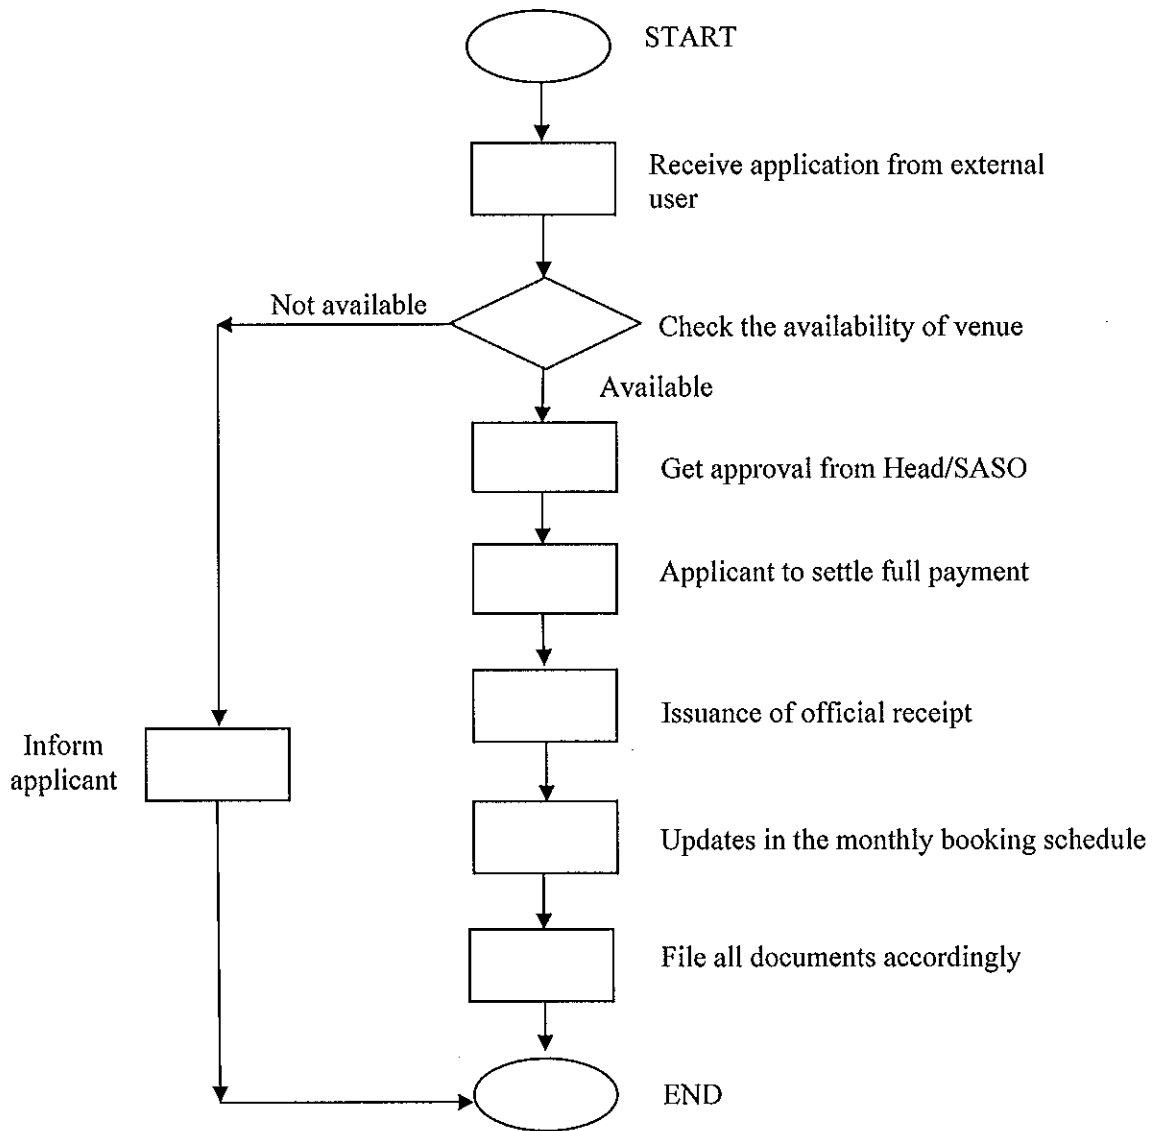 START
Receive application from external
user
Not available
Check the availability of venue
Available
Get approval from Head/SASO
Applicant to settle full payment
Issuance of official receipt
Inform
applicant
Updates in the monthly booking schedule
File all documents accordingly
END